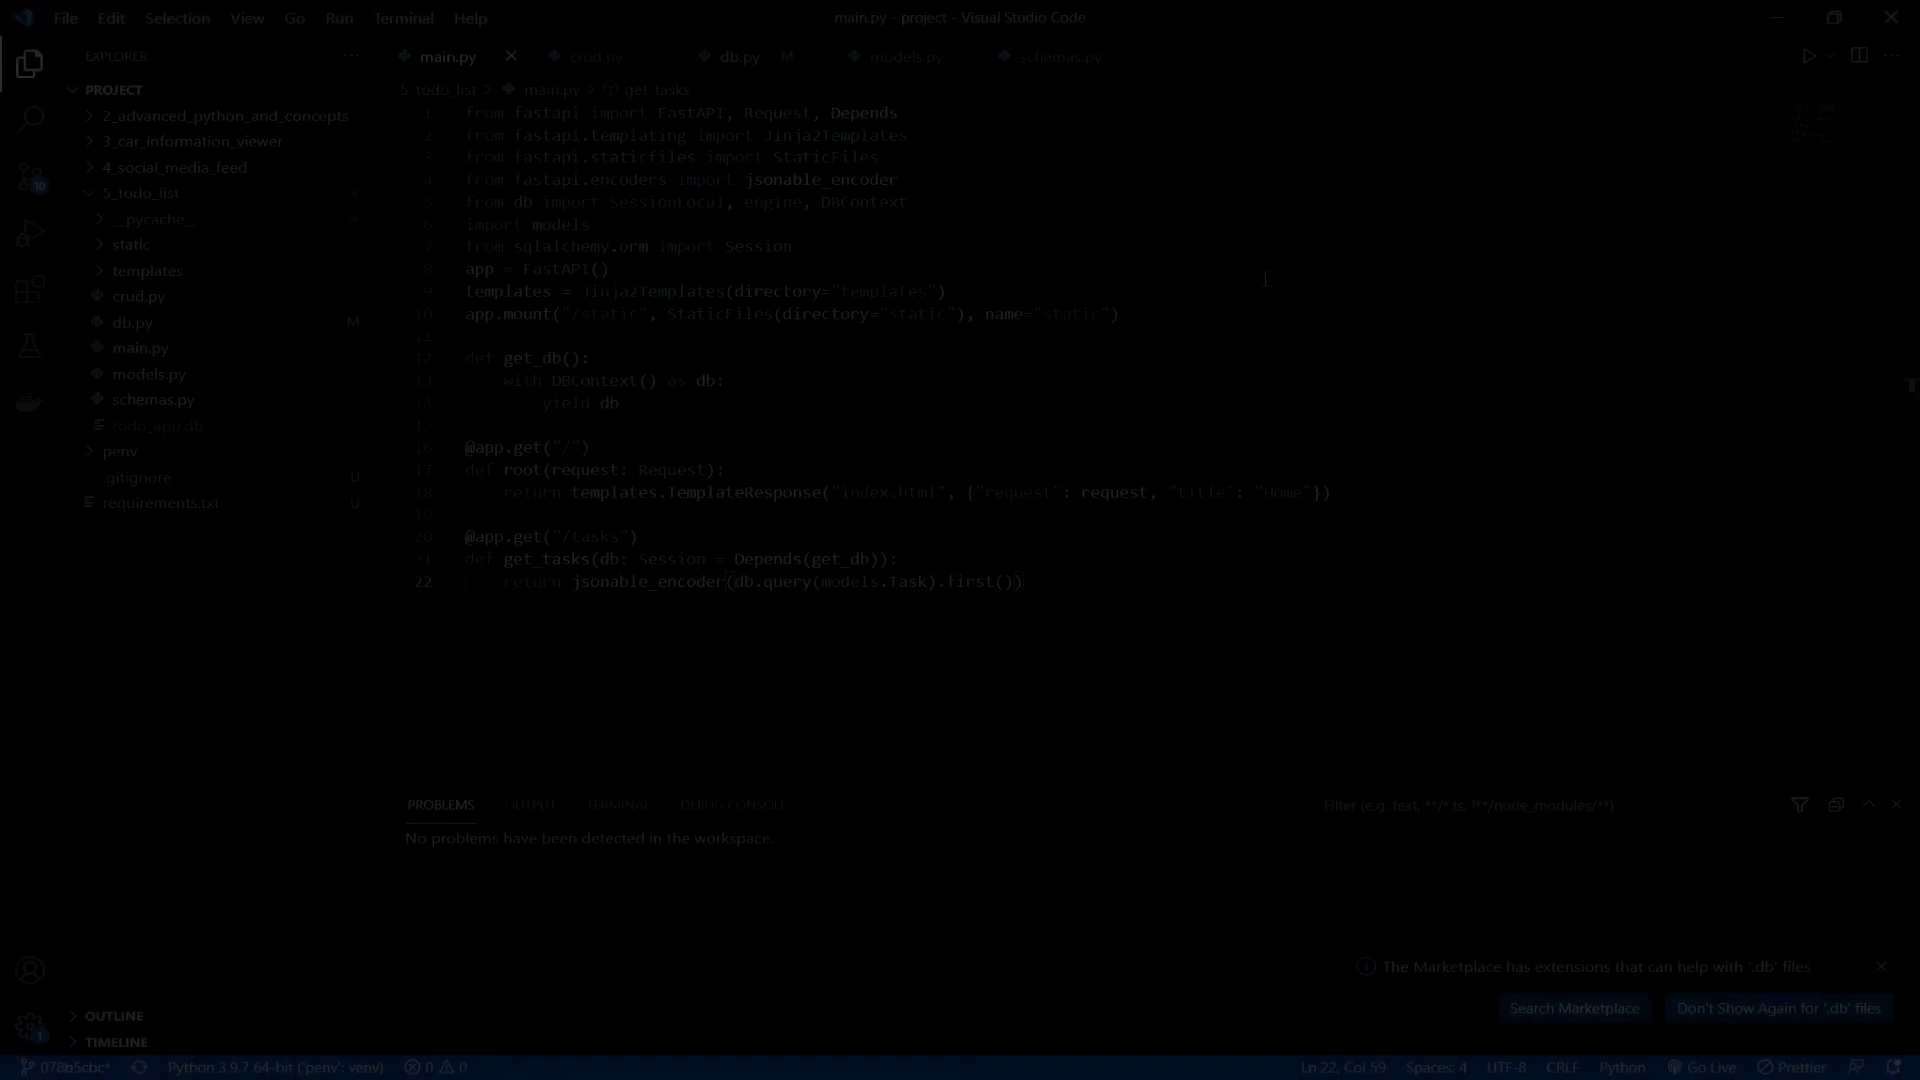 File Edit Selection View Go Run Terminal Help main.py - project - Visual Studio Code
EXPLORER ···
main.py crud.py db.py M models.py schemas.py
PROJECT
5 todo_list > main.py > get_tasks
2_advanced_python_and_concepts
3_car_information_viewer
4_social_media_feed
5_todo_list
__pycache__
static
templates
crud.py
db.py M
main.py
models.py
schemas.py
todo_app.db
penv
.gitignore U
requirements.txt U
1 from fastapi import FastAPI, Request, Depends
2 from fastapi.templating import Jinja2Templates
3 from fastapi.staticfiles import StaticFiles
4 from fastapi.encoders import jsonable_encoder
5 from db import SessionLocal, engine, DBContext
6 import models
7 from sqlalchemy.orm import Session
8 app = FastAPI()
9 templates = Jinja2Templates(directory="templates")
10 app.mount("/static", StaticFiles(directory="static"), name="static")
11
12 def get_db():
13     with DBContext() as db:
14         yield db
15
16 @app.get("/")
17 def root(request: Request):
18     return templates.TemplateResponse("index.html", {"request": request, "title": "Home"})
19
20 @app.get("/tasks")
21 def get_tasks(db: Session = Depends(get_db)):
22     return jsonable_encoder(db.query(models.Task).first())
PROBLEMS OUTPUT TERMINAL DEBUG CONSOLE Filter (e.g. text, **/*.ts, !**/node_modules/**)
No problems have been detected in the workspace.
The Marketplace has extensions that can help with '.db' files
Search Marketplace Don't Show Again for '.db' files
10
1
OUTLINE
TIMELINE
078b5cbc* Python 3.9.7 64-bit ('penv': venv) 0 0 Ln 22, Col 59 Spaces: 4 UTF-8 CRLF Python Go Live Prettier